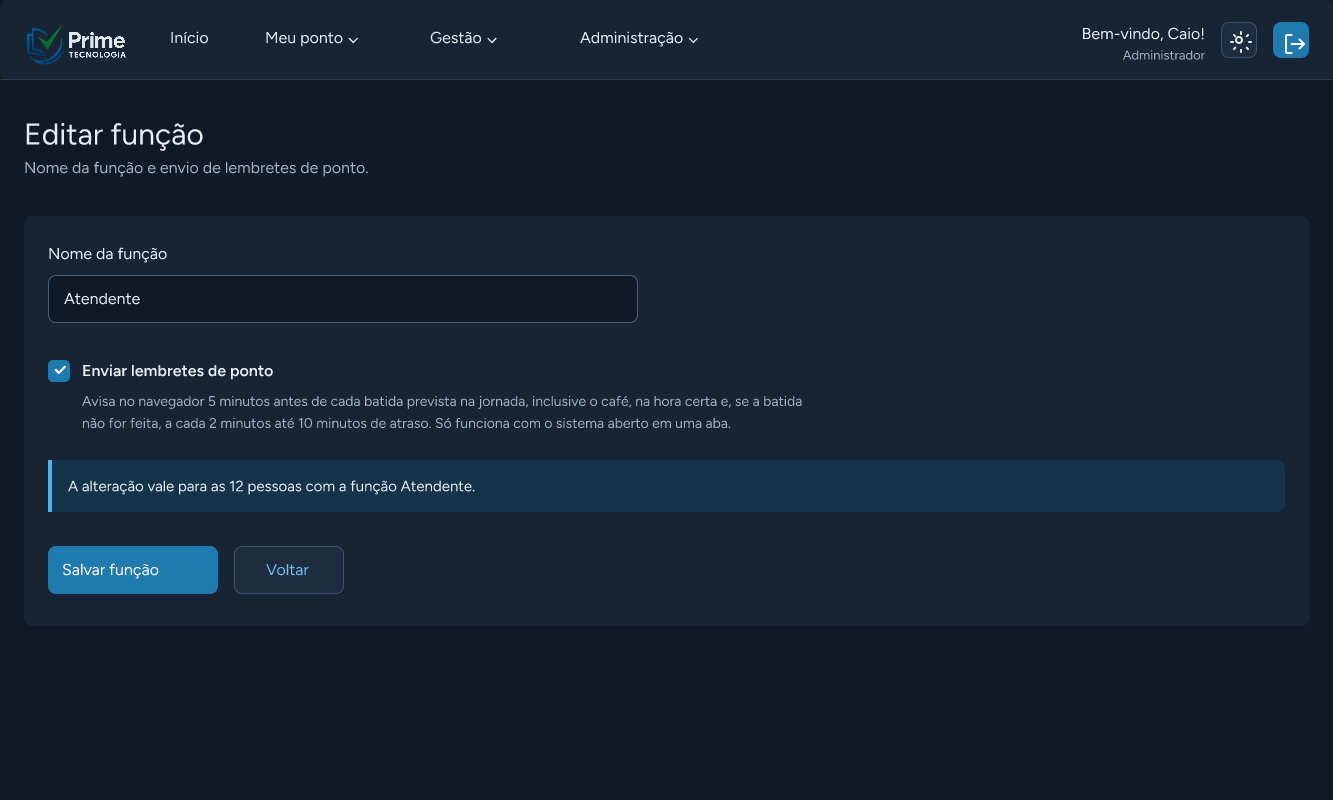 Prime
TECNOLOGIA
Início
Meu ponto
Gestão
Administração
Bem-vindo, Caio!
Administrador
Editar função
Nome da função e envio de lembretes de ponto.
Nome da função
Atendente
Enviar lembretes de ponto
Avisa no navegador 5 minutos antes de cada batida prevista na jornada, inclusive o café, na hora certa e, se a batida
não for feita, a cada 2 minutos até 10 minutos de atraso. Só funciona com o sistema aberto em uma aba.
A alteração vale para as 12 pessoas com a função Atendente.
Salvar função
Voltar